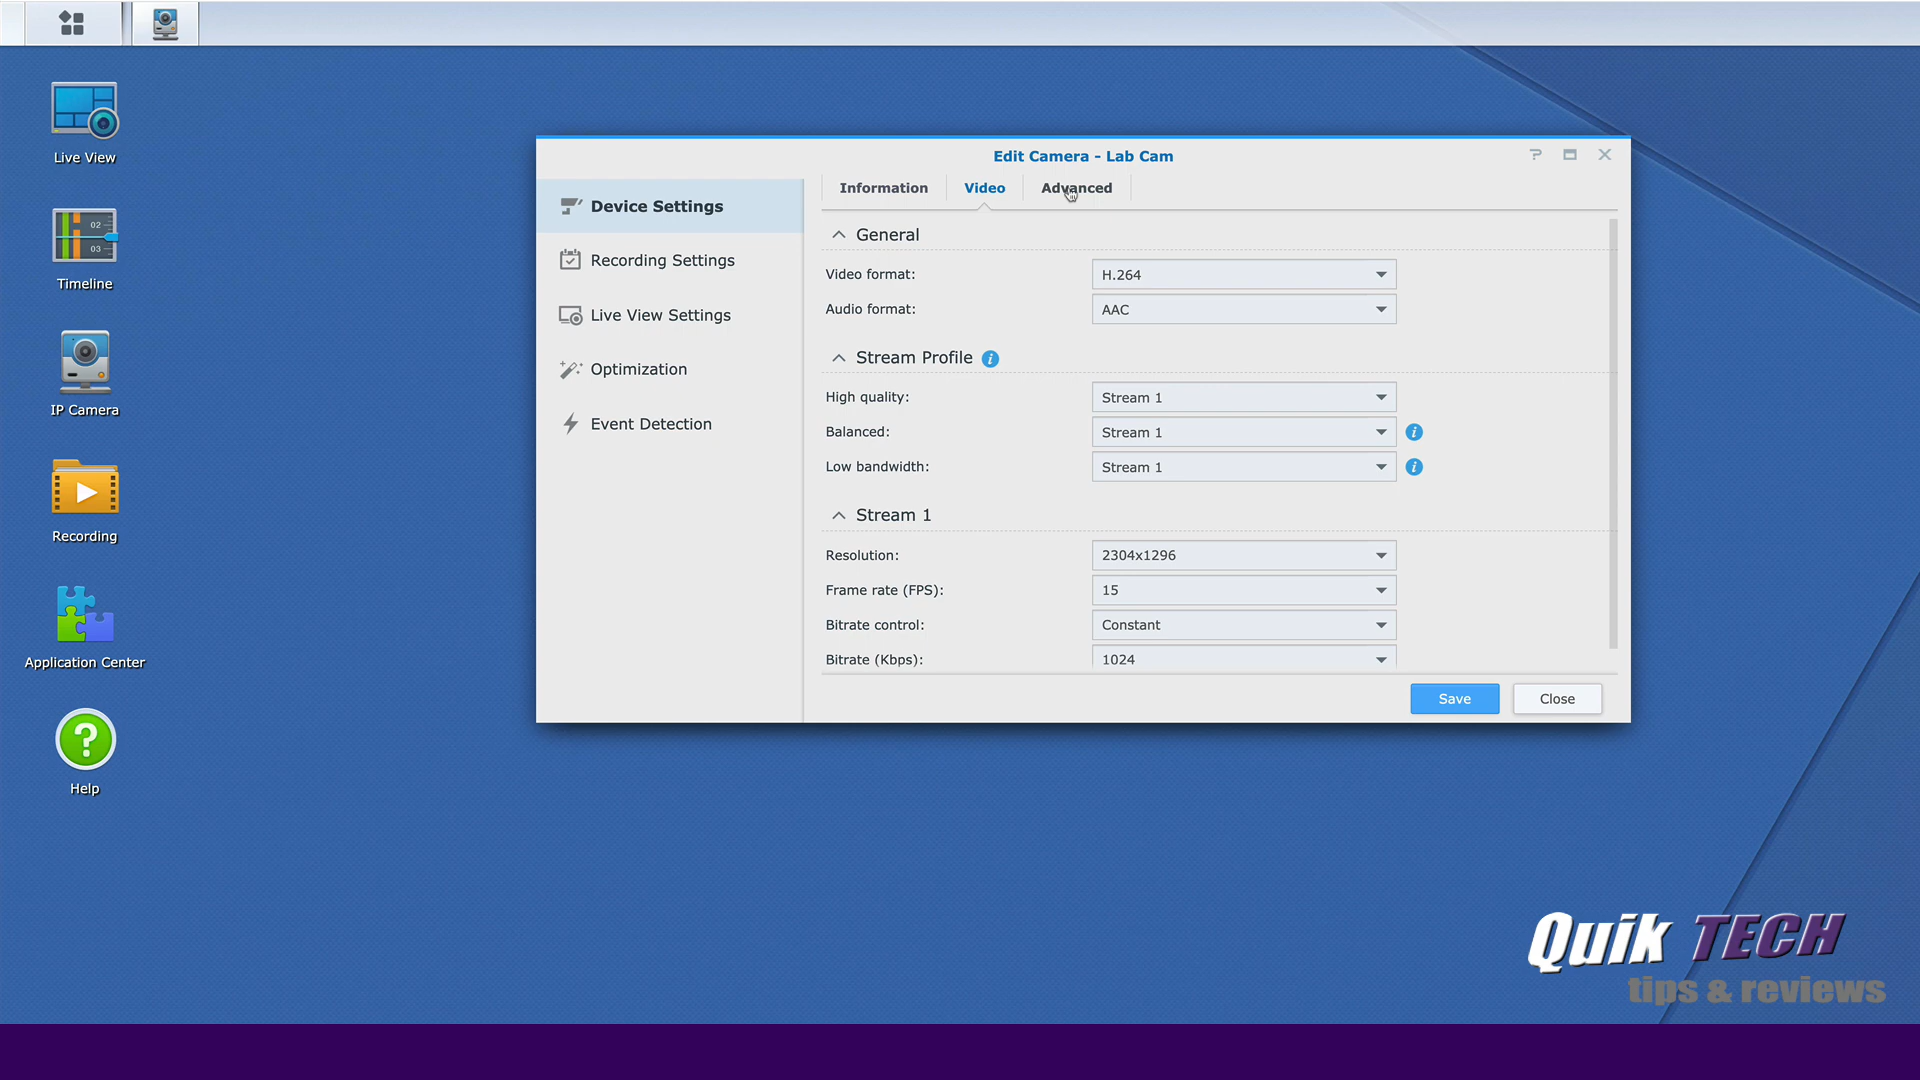 Live View
02
03
Timeline
IP Camera
Recording
Application Center
?
Help
Edit Camera - Lab Cam
?
Device Settings
Recording Settings
Live View Settings
Optimization
Event Detection
Information Video Advanced
General
Video format: H.264
Audio format: AAC
Stream Profile i
High quality: Stream 1
Balanced: Stream 1 i
Low bandwidth: Stream 1 i
Stream 1
Resolution: 2304x1296
Frame rate (FPS): 15
Bitrate control: Constant
Bitrate (Kbps): 1024
Save Close
Quik TECH
tips & reviews